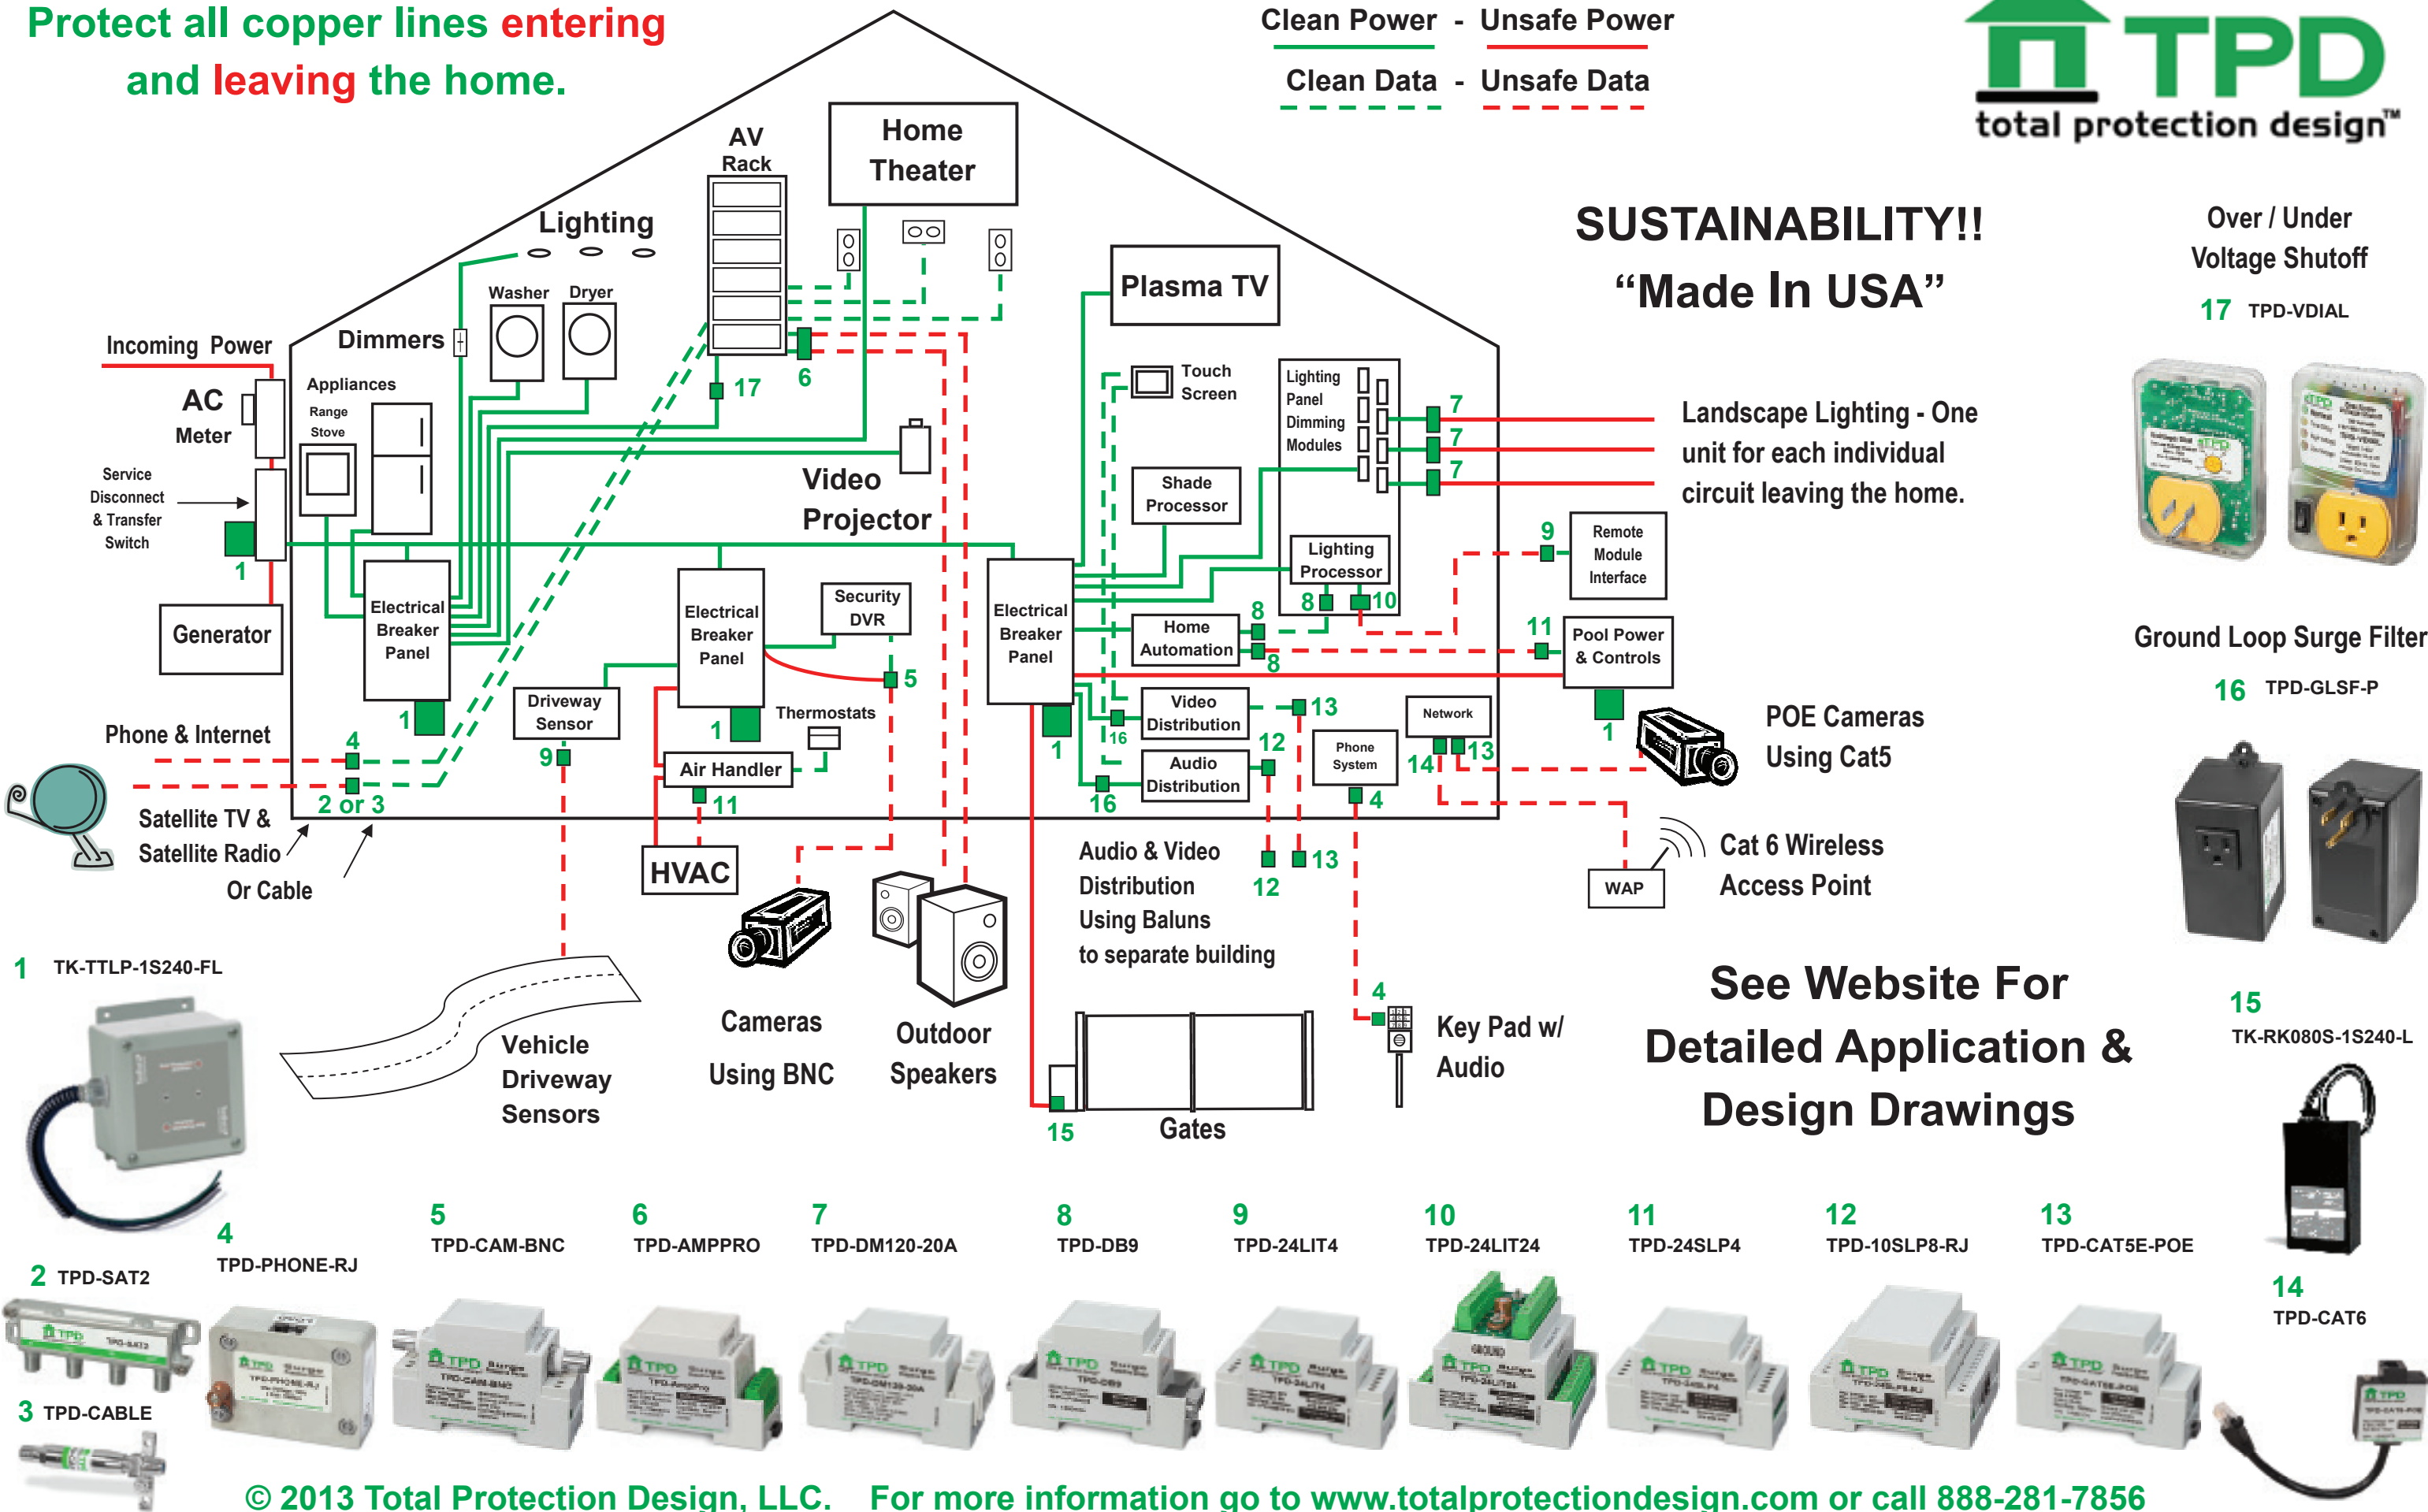 Protect all copper lines entering
and leaving the home.
Clean Power - Unsafe Power
Clean Data - Unsafe Data
TPD
total protection design™
SUSTAINABILITY!!
“Made In USA”
Over / Under
Voltage Shutoff
17 TPD-VDIAL
Ground Loop Surge Filter
16 TPD-GLSF-P
15
TK-RK080S-1S240-L
14
TPD-CAT6
AV
Rack
Home
Theater
Lighting
Washer
Dryer
Dimmers
Incoming Power
AC
Meter
Appliances
Range
Stove
Service
Disconnect
& Transfer
Switch
1
Generator
Electrical
Breaker
Panel
1
17
6
Video
Projector
Electrical
Breaker
Panel
1
Security
DVR
5
Driveway
Sensor
9
Thermostats
Air Handler
11
HVAC
Phone & Internet
4
2 or 3
Satellite TV &
Satellite Radio
Or Cable
Plasma TV
Touch
Screen
Lighting
Panel
Dimming
Modules
7
7
7
Landscape Lighting - One
unit for each individual
circuit leaving the home.
Shade
Processor
Lighting
Processor
8
10
9
Remote
Module
Interface
Electrical
Breaker
Panel
1
Home
Automation
8
8
11
Pool Power
& Controls
1
Video
Distribution
16
13
Audio
Distribution
16
12
Phone
System
4
Network
14
13
POE Cameras
Using Cat5
WAP
Cat 6 Wireless
Access Point
Audio & Video
Distribution
Using Baluns
to separate building
12
13
Vehicle
Driveway
Sensors
Cameras
Using BNC
Outdoor
Speakers
15
Gates
4
Key Pad w/
Audio
See Website For
Detailed Application &
Design Drawings
1 TK-TTLP-1S240-FL
2 TPD-SAT2
3 TPD-CABLE
4
TPD-PHONE-RJ
5
TPD-CAM-BNC
6
TPD-AMPPRO
7
TPD-DM120-20A
8
TPD-DB9
9
TPD-24LIT4
10
TPD-24LIT24
11
TPD-24SLP4
12
TPD-10SLP8-RJ
13
TPD-CAT5E-POE
© 2013 Total Protection Design, LLC. For more information go to www.totalprotectiondesign.com or call 888-281-7856